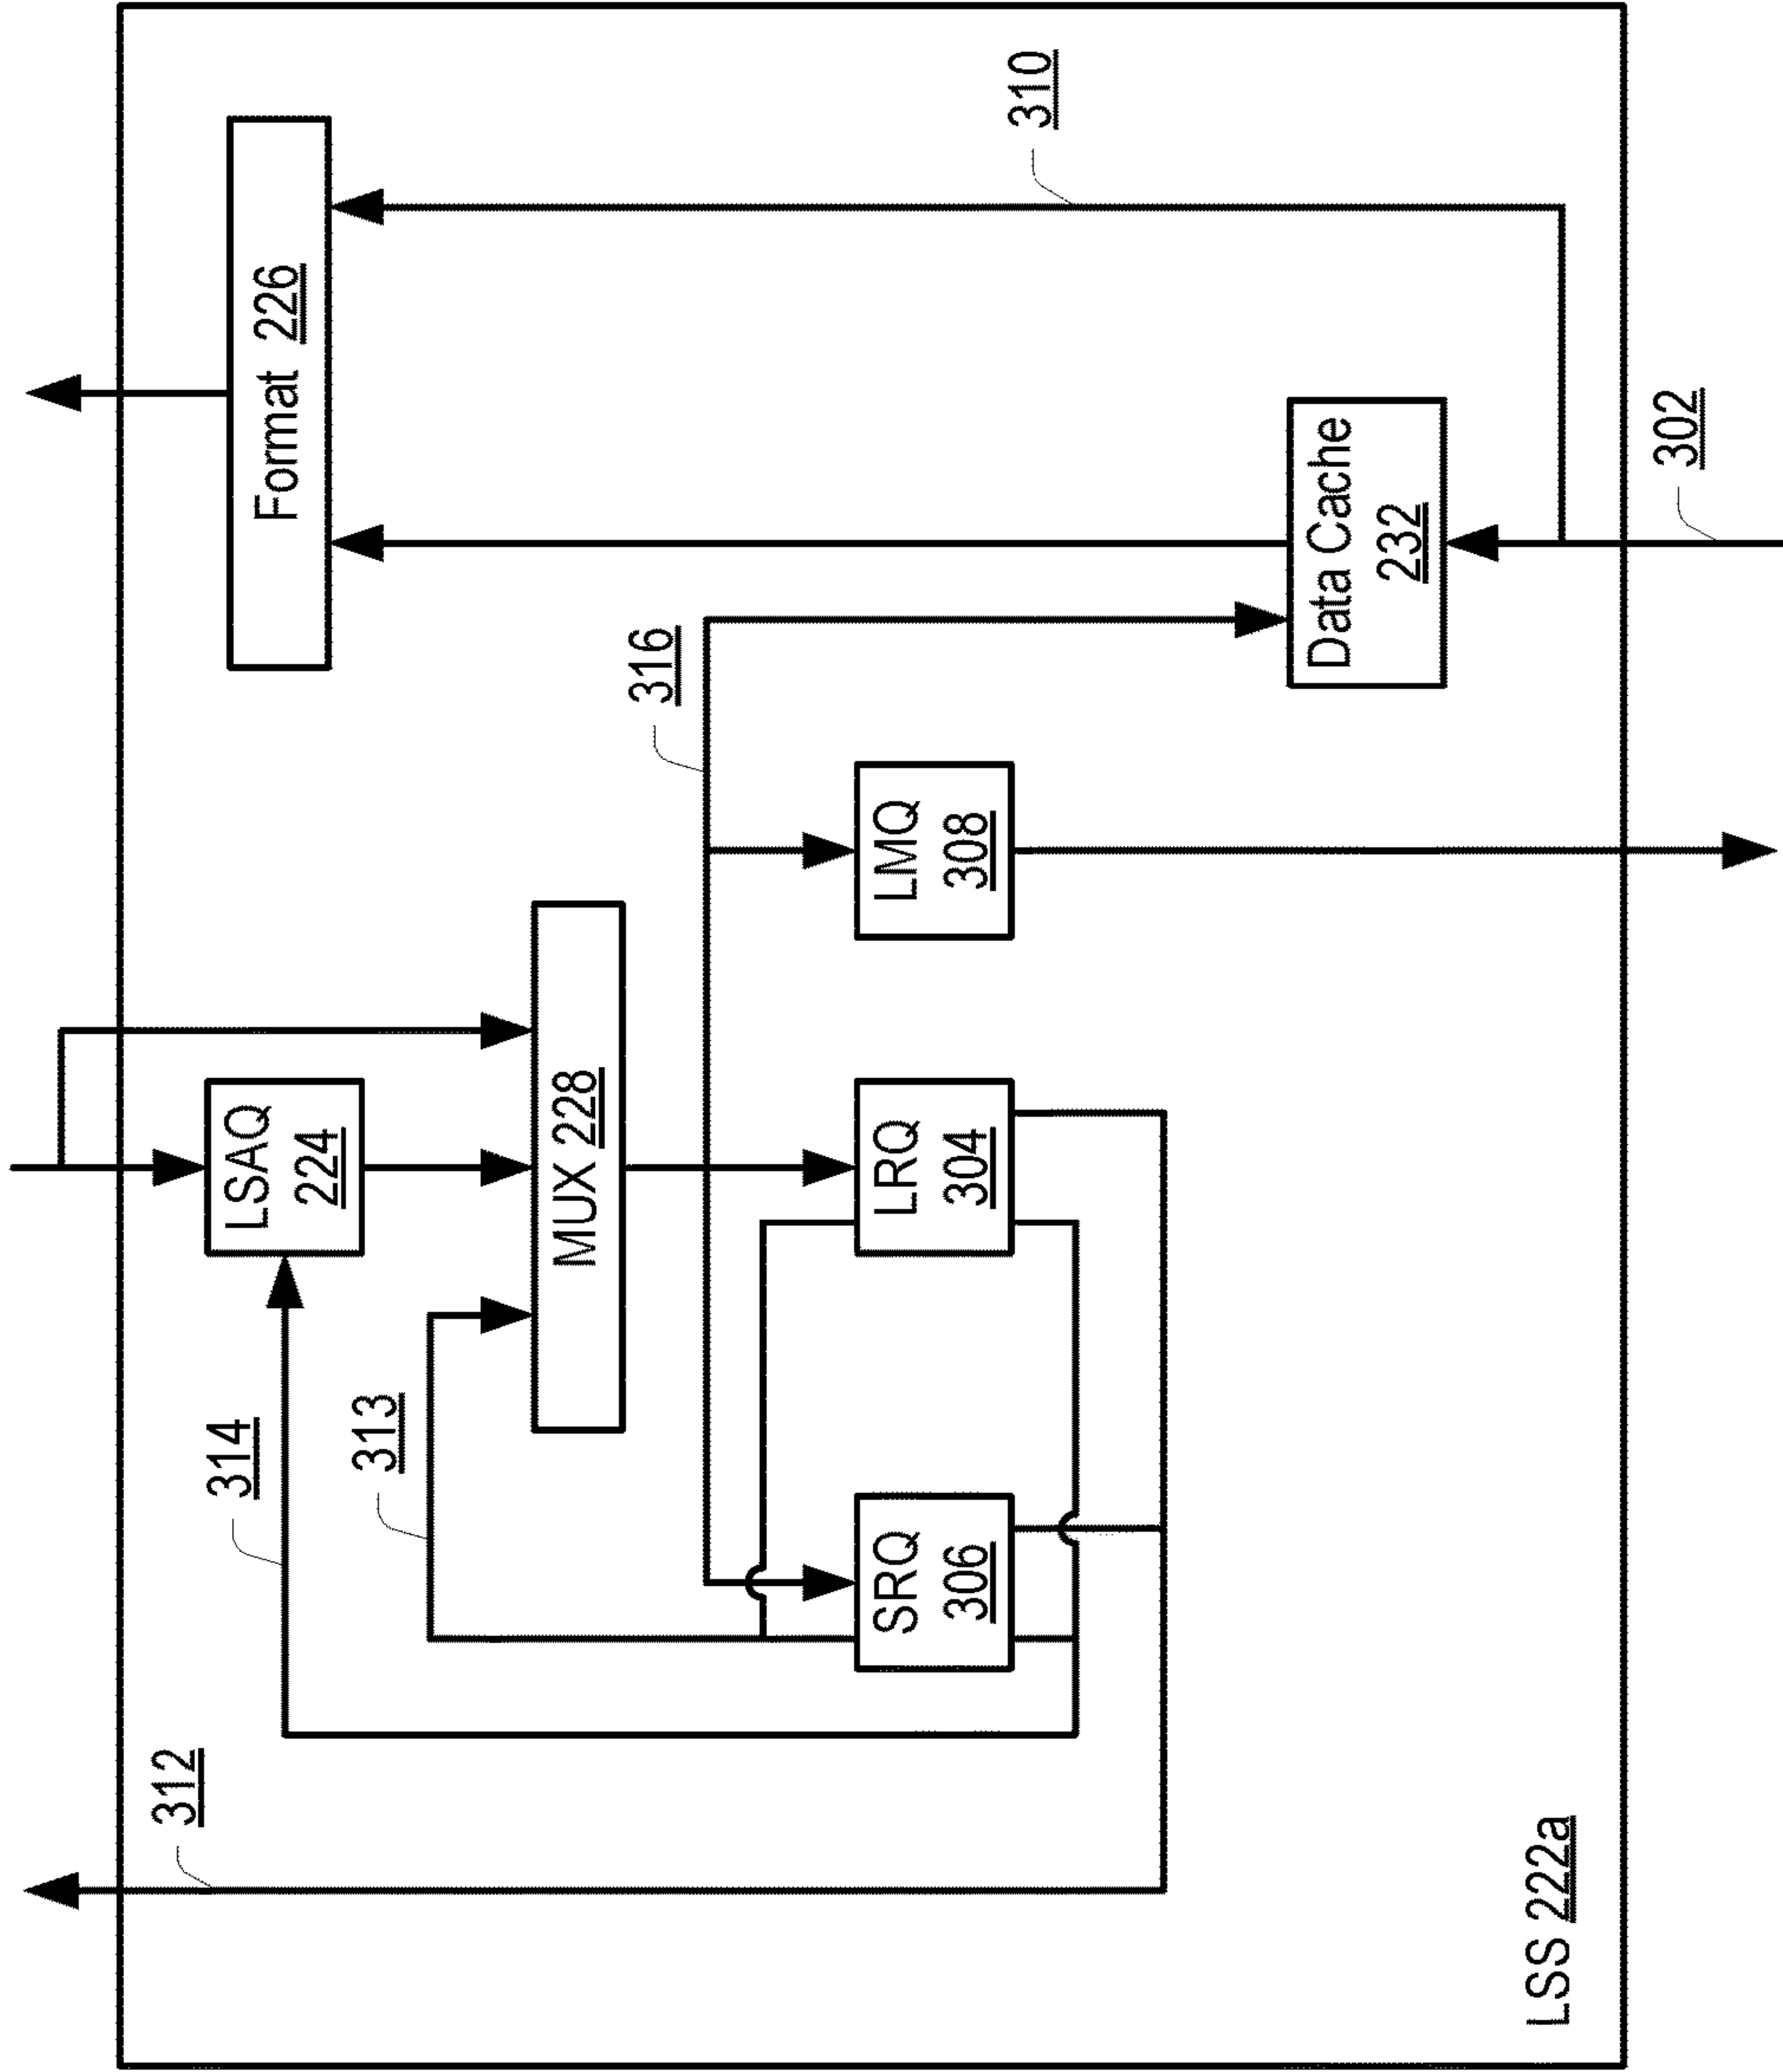 312
314
LSAQ
224
Format 226
313
MUX 228
316
SRQ
306
LRQ
304
LMQ
308
310
Data Cache
232
LSS 222a
302